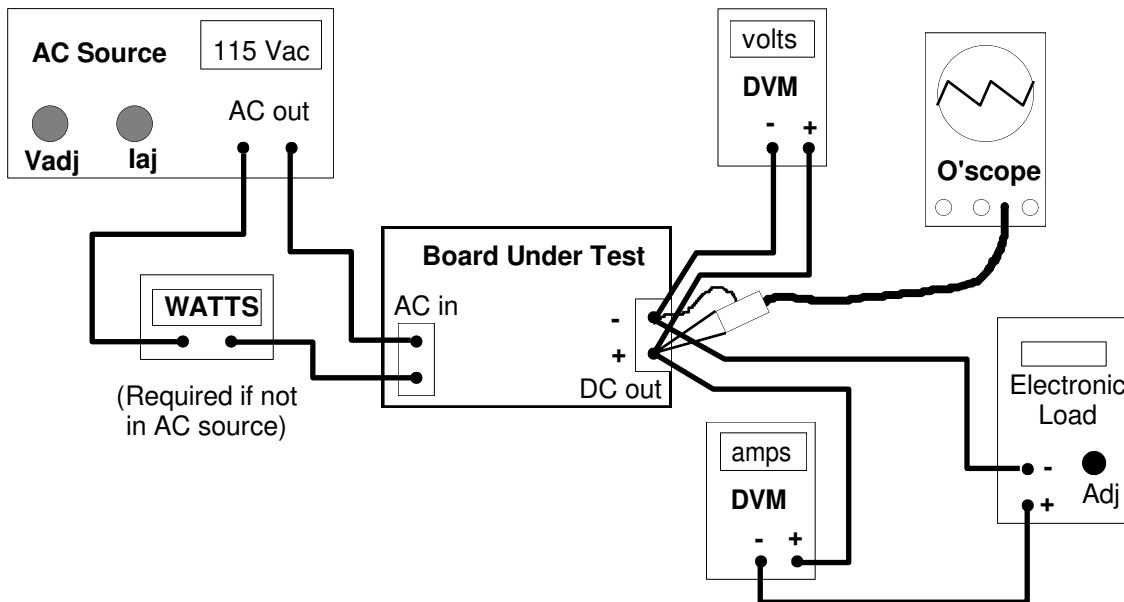 AC Source
115 Vac
AC out
Vadj
Iaj
WATTS
(Required if not
in AC source)
Board Under Test
AC in
-
+
DC out
volts
DVM
- +
O'scope
amps
DVM
- +
Electronic
Load
-
+
Adj